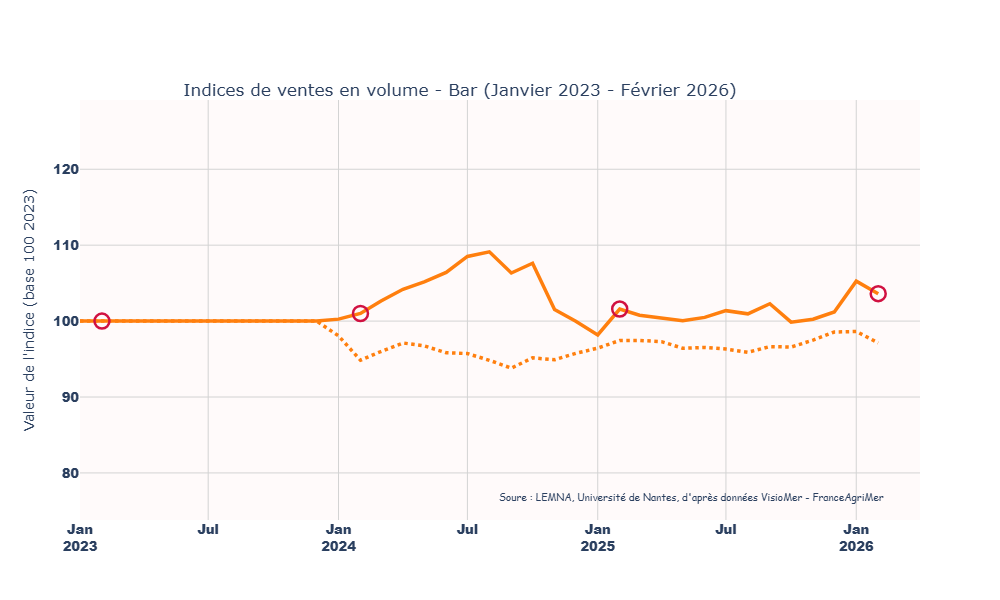 Indices de ventes en volume - Bar (Janvier 2023 - Février 2026)
Valeur de l'indice (base 100 2023)
120
110
100
90
80
Soure : LEMNA, Université de Nantes, d'après données VisioMer - FranceAgriMer
Jan Jul Jan Jul Jan Jul Jan
2023 2024 2025 2026